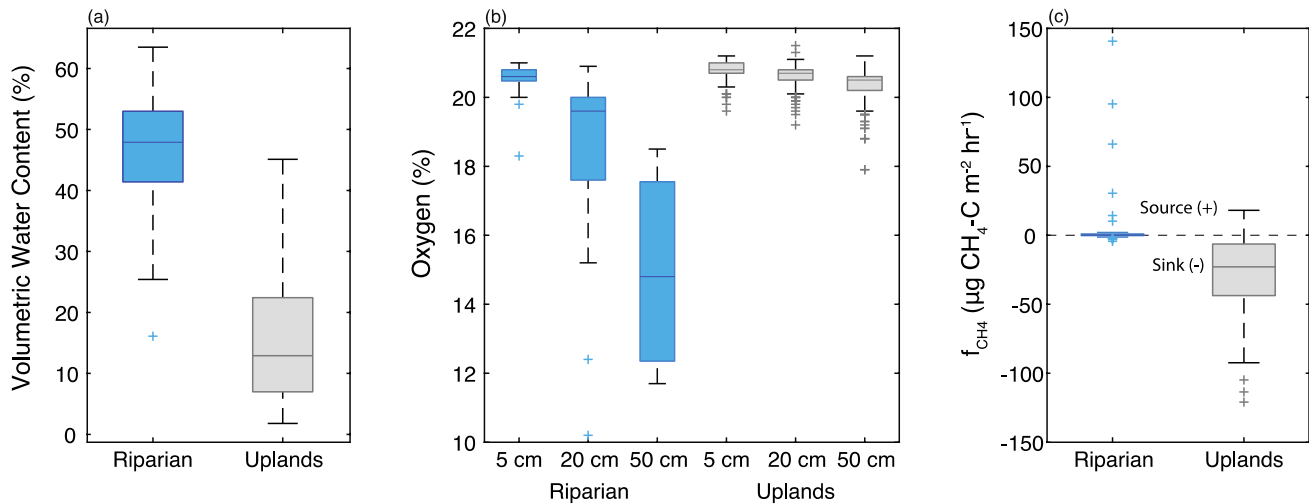 (a)
Volumetric Water Content (%)
60
50
40
30
20
10
0
Riparian Uplands
(b)
Oxygen (%)
22
20
18
16
14
12
10
5 cm 20 cm 50 cm 5 cm 20 cm 50 cm
Riparian Uplands
(c)
f_CH4 (µg CH₄-C m⁻² hr⁻¹)
150
100
50
0
-50
-100
-150
Source (+)
Sink (-)
Riparian Uplands